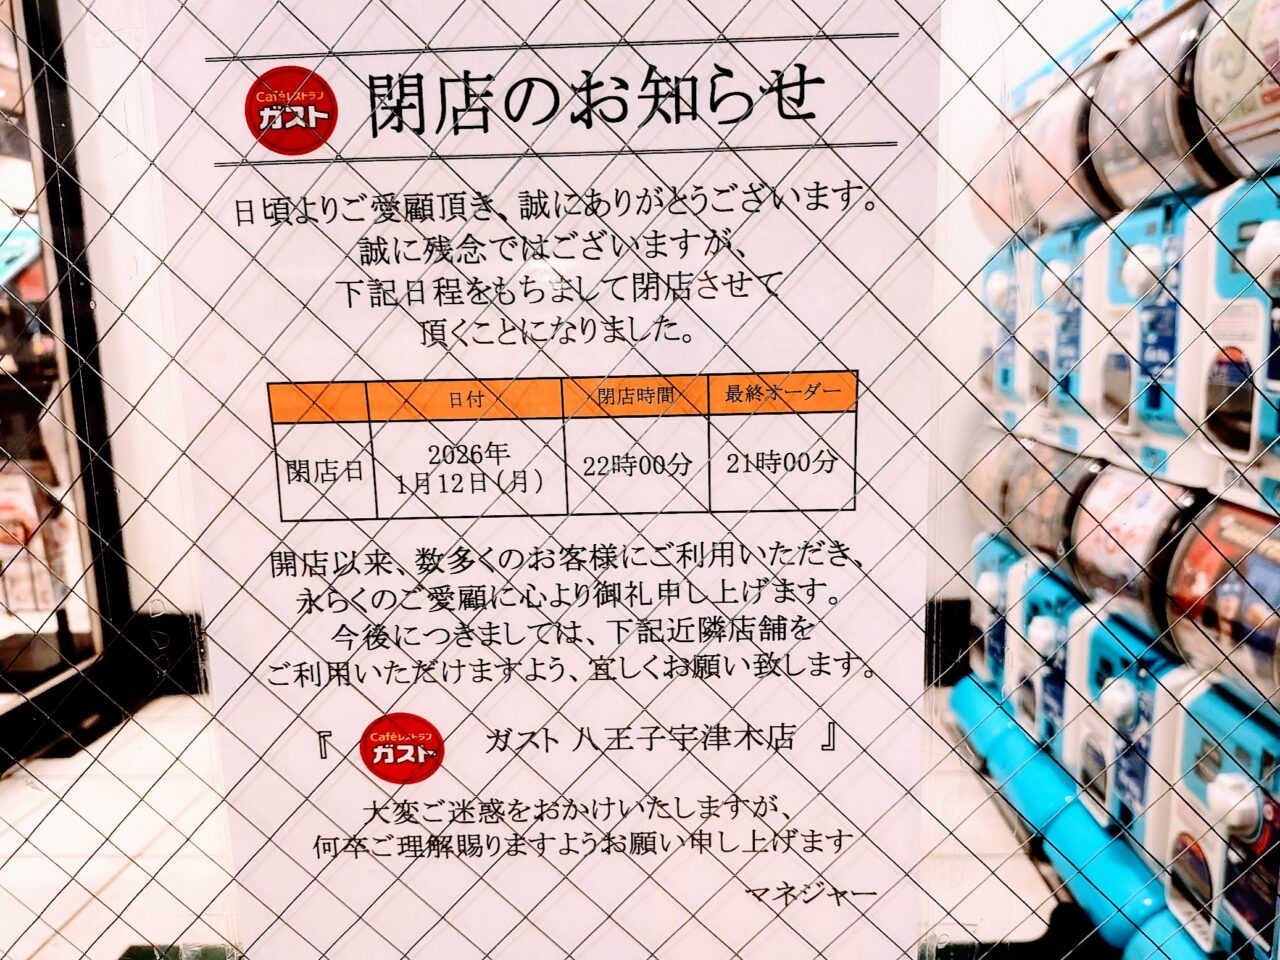 Caféレストラン
ガスト
閉店のお知らせ
日頃よりご愛顧頂き、誠にありがとうございます。
誠に残念ではございますが、
下記日程をもちまして閉店させて
頂くことになりました。
日付 閉店時間 最終オーダー
閉店日 2026年 1月12日(月) 22時00分 21時00分
開店以来、数多くのお客様にご利用いただき、
永らくのご愛顧に心より御礼申し上げます。
今後につきましては、下記近隣店舗を
ご利用いただけますよう、宜しくお願い致します。
『 Caféレストラン ガスト ガスト 八王子宇津木店 』
大変ご迷惑をおかけいたしますが、
何卒ご理解賜りますようお願い申し上げます
マネジャー